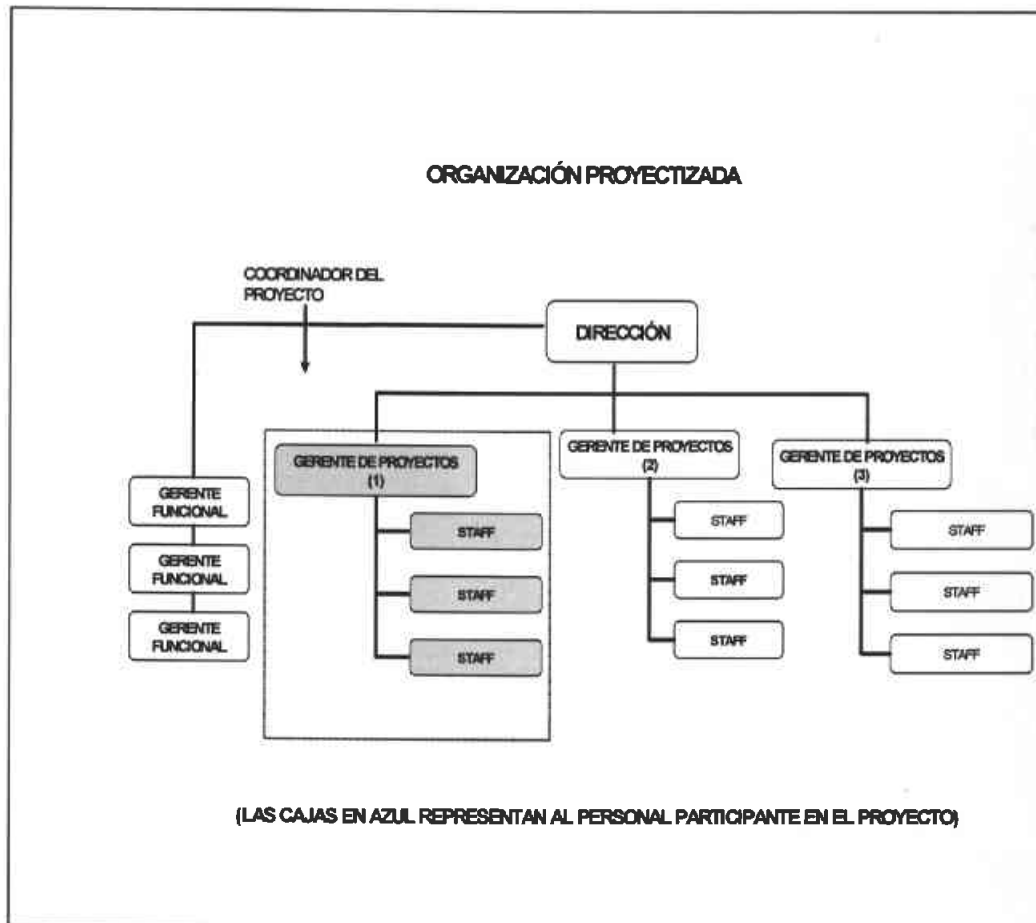 ORGANIZACIÓN PROYECTIZADA
COORDINADOR DEL
PROYECTO
DIRECCIÓN
GERENTE DE PROYECTOS
(1)
STAFF
STAFF
STAFF
GERENTE DE PROYECTOS
(2)
STAFF
STAFF
STAFF
GERENTE DE PROYECTOS
(3)
STAFF
STAFF
STAFF
GERENTE
FUNCIONAL
GERENTE
FUNCIONAL
GERENTE
FUNCIONAL
(LAS CAJAS EN AZUL REPRESENTAN AL PERSONAL PARTICIPANTE EN EL PROYECTO)